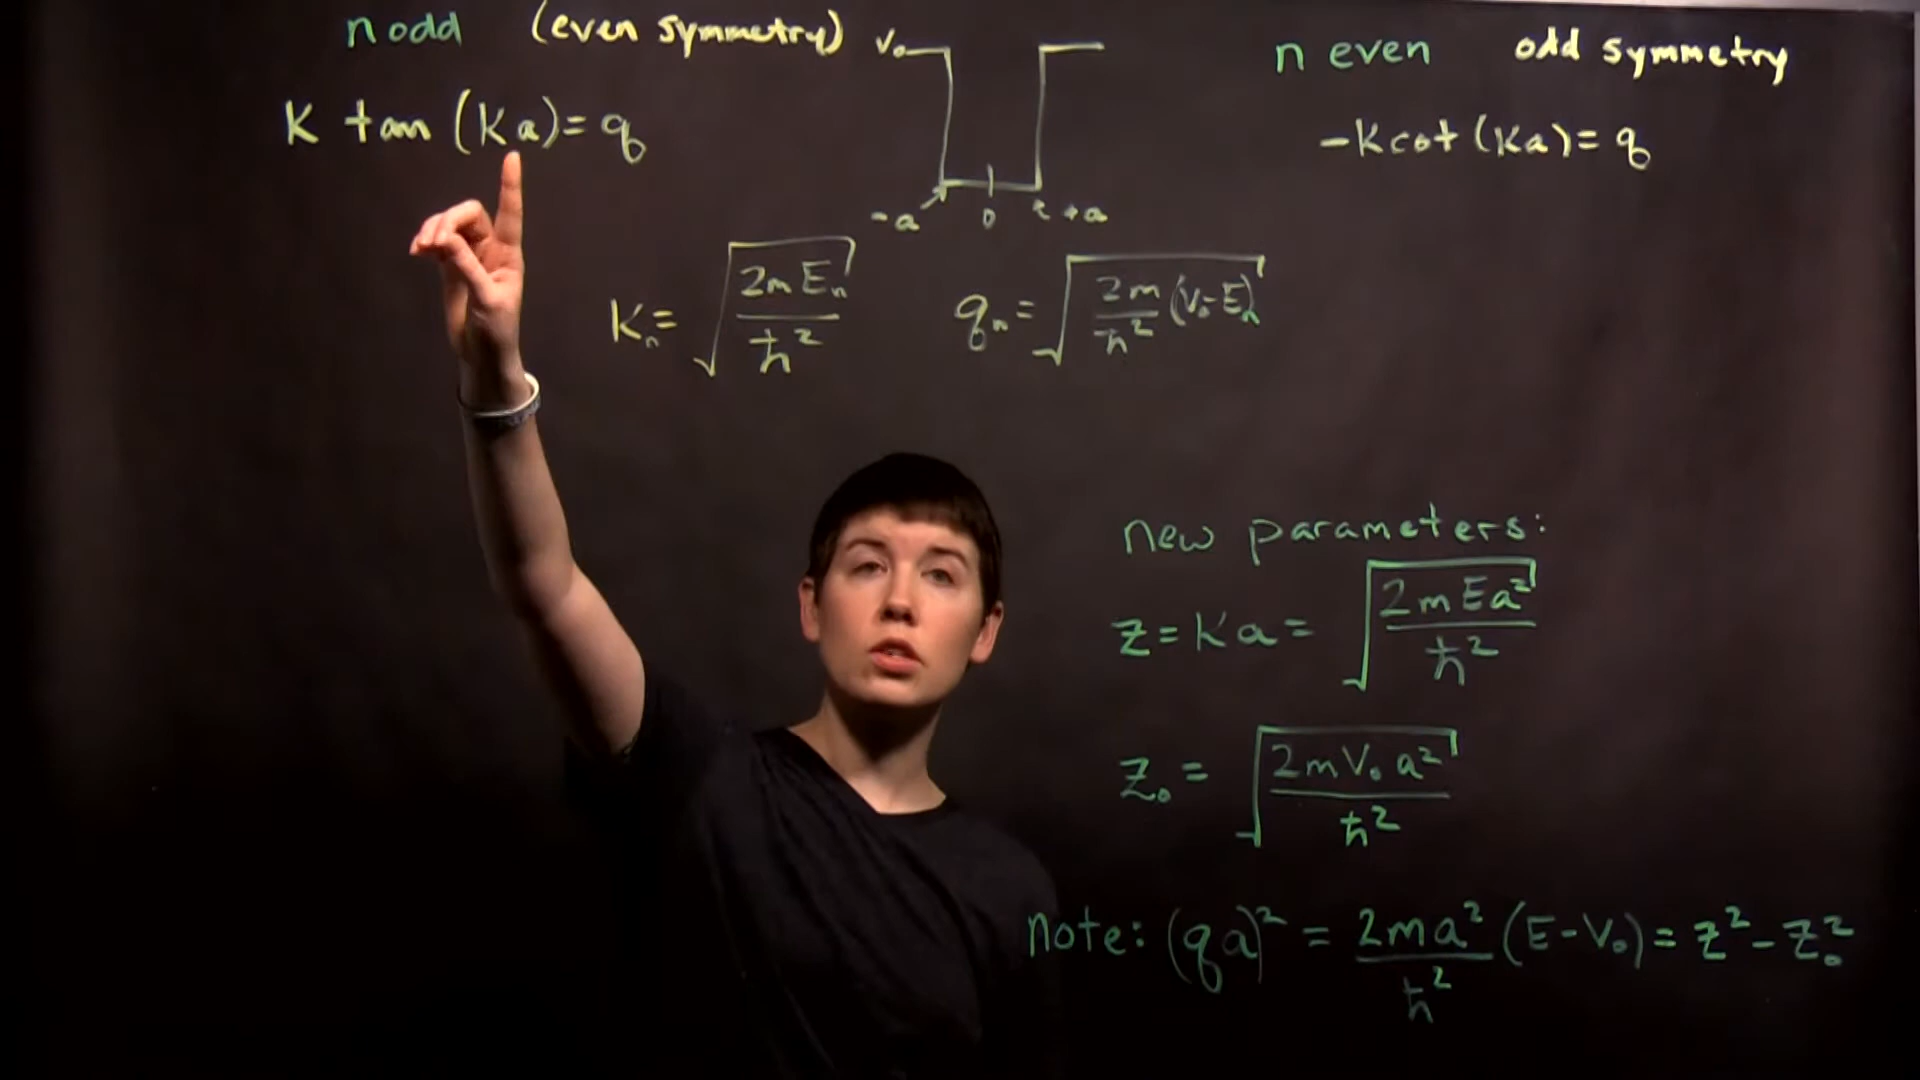 n odd (even symmetry)
K tan (Ka) = q
V₀
-a 0 +a
n even odd symmetry
-K cot (Ka) = q
Kₙ = √(2mEₙ/ħ²)
qₙ = √(2m/ħ² (V₀-E)ₙ)
new parameters:
z = Ka = √(2mEa²/ħ²)
z₀ = √(2mV₀a²/ħ²)
note: (qa)² = 2ma²/ħ² (E-V₀) = z² - z₀²